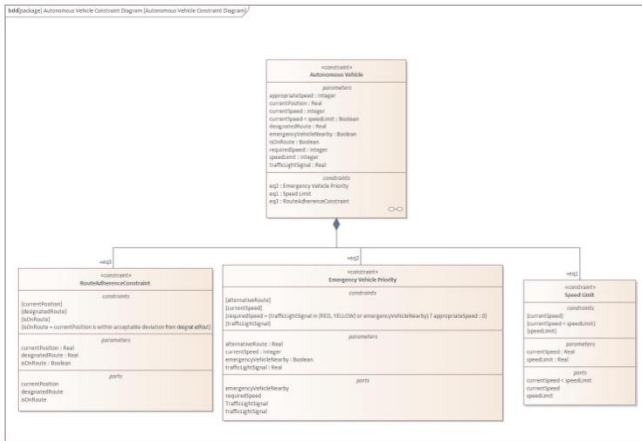 bdd [package] Autonomous Vehicle Constraint Diagram [Autonomous Vehicle Constraint Diagram]
«constraint»
Autonomous Vehicle
parameters
appropriateSpeed : Integer
currentPosition : Real
currentSpeed : Integer
currentSpeed < speedLimit : Boolean
designatedRoute : Real
emergencyVehicleNearby : Boolean
isOnRoute : Boolean
requiredSpeed : Integer
speedLimit : Integer
trafficLightSignal : Real
constraints
eq2 : Emergency Vehicle Priority
eq1 : Speed Limit
eq3 : RouteAdherenceConstraint
+eq3
«constraint»
RouteAdherenceConstraint
constraints
{currentPosition}
{designatedRoute}
{isOnRoute}
{isOnRoute = currentPosition is within acceptable deviation from
parameters
currentPosition : Real
designatedRoute : Real
isOnRoute : Boolean
ports
currentPosition
designatedRoute
isOnRoute
+eq2
«constraint»
Emergency Vehicle Priority
constraints
{alternativeRoute}
{currentSpeed}
{requiredSpeed = (trafficLightSignal in {RED, YELLOW} or emergencyVehicleNearby) ? appropriateSpeed : 0}
{trafficLightSignal}
parameters
alternativeRoute : Real
currentSpeed : Integer
emergencyVehicleNearby : Boolean
trafficLightSignal : Real
ports
emergencyVehicleNearby
requiredSpeed
TrafficLightSignal
trafficLightSignal
+eq1
«constraint»
Speed Limit
constraints
{currentSpeed}
{currentSpeed < speedLimit}
{speedLimit}
parameters
currentSpeed : Real
speedLimit : Real
ports
currentSpeed < speedLimit
currentSpeed
speedLimit